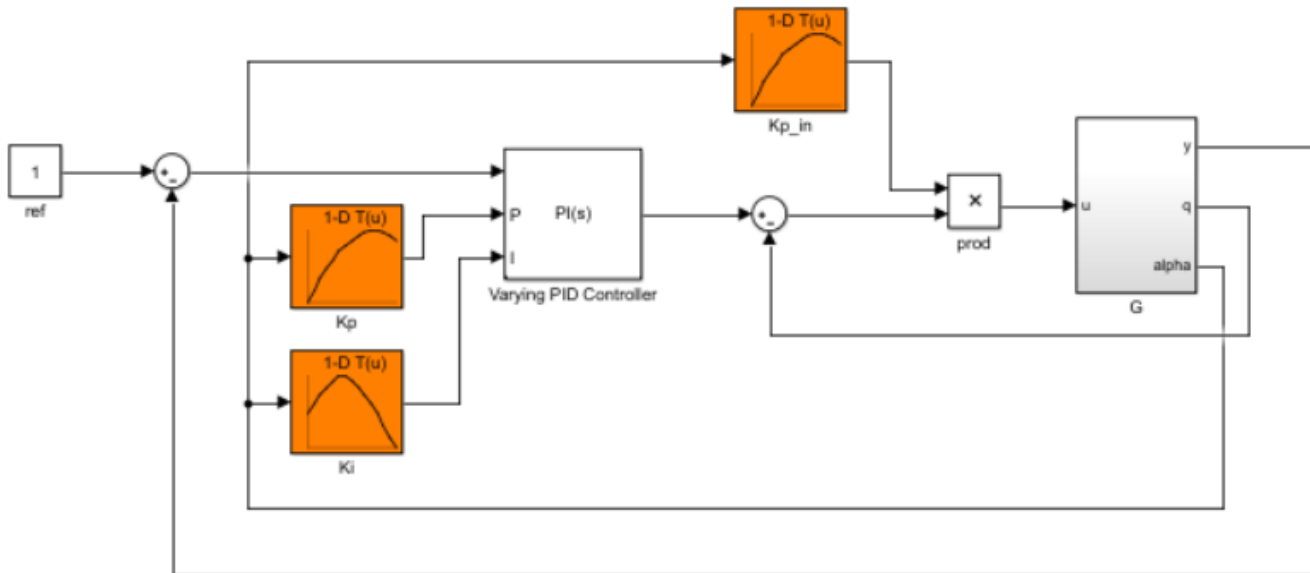 1-D T(u)
Kp_in
1
ref
+
−
1-D T(u)
Kp
P
I
PI(s)
Varying PID Controller
1-D T(u)
Ki
+
−
×
prod
u
y
q
alpha
G